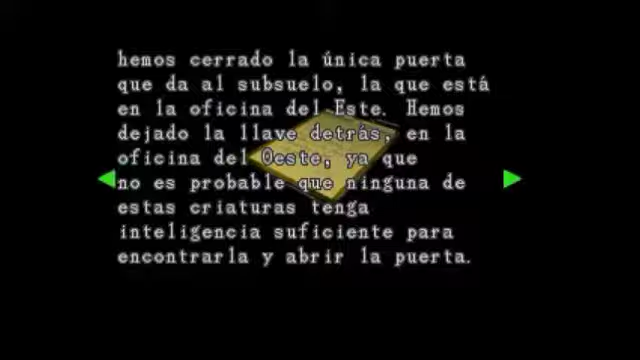 hemos cerrado la única puerta
que da al subsuelo, la que está
en la oficina del Este. Hemos
dejado la llave detrás, en la
oficina del Oeste, ya que
no es probable que ninguna de
estas criaturas tenga
inteligencia suficiente para
encontrarla y abrir la puerta.